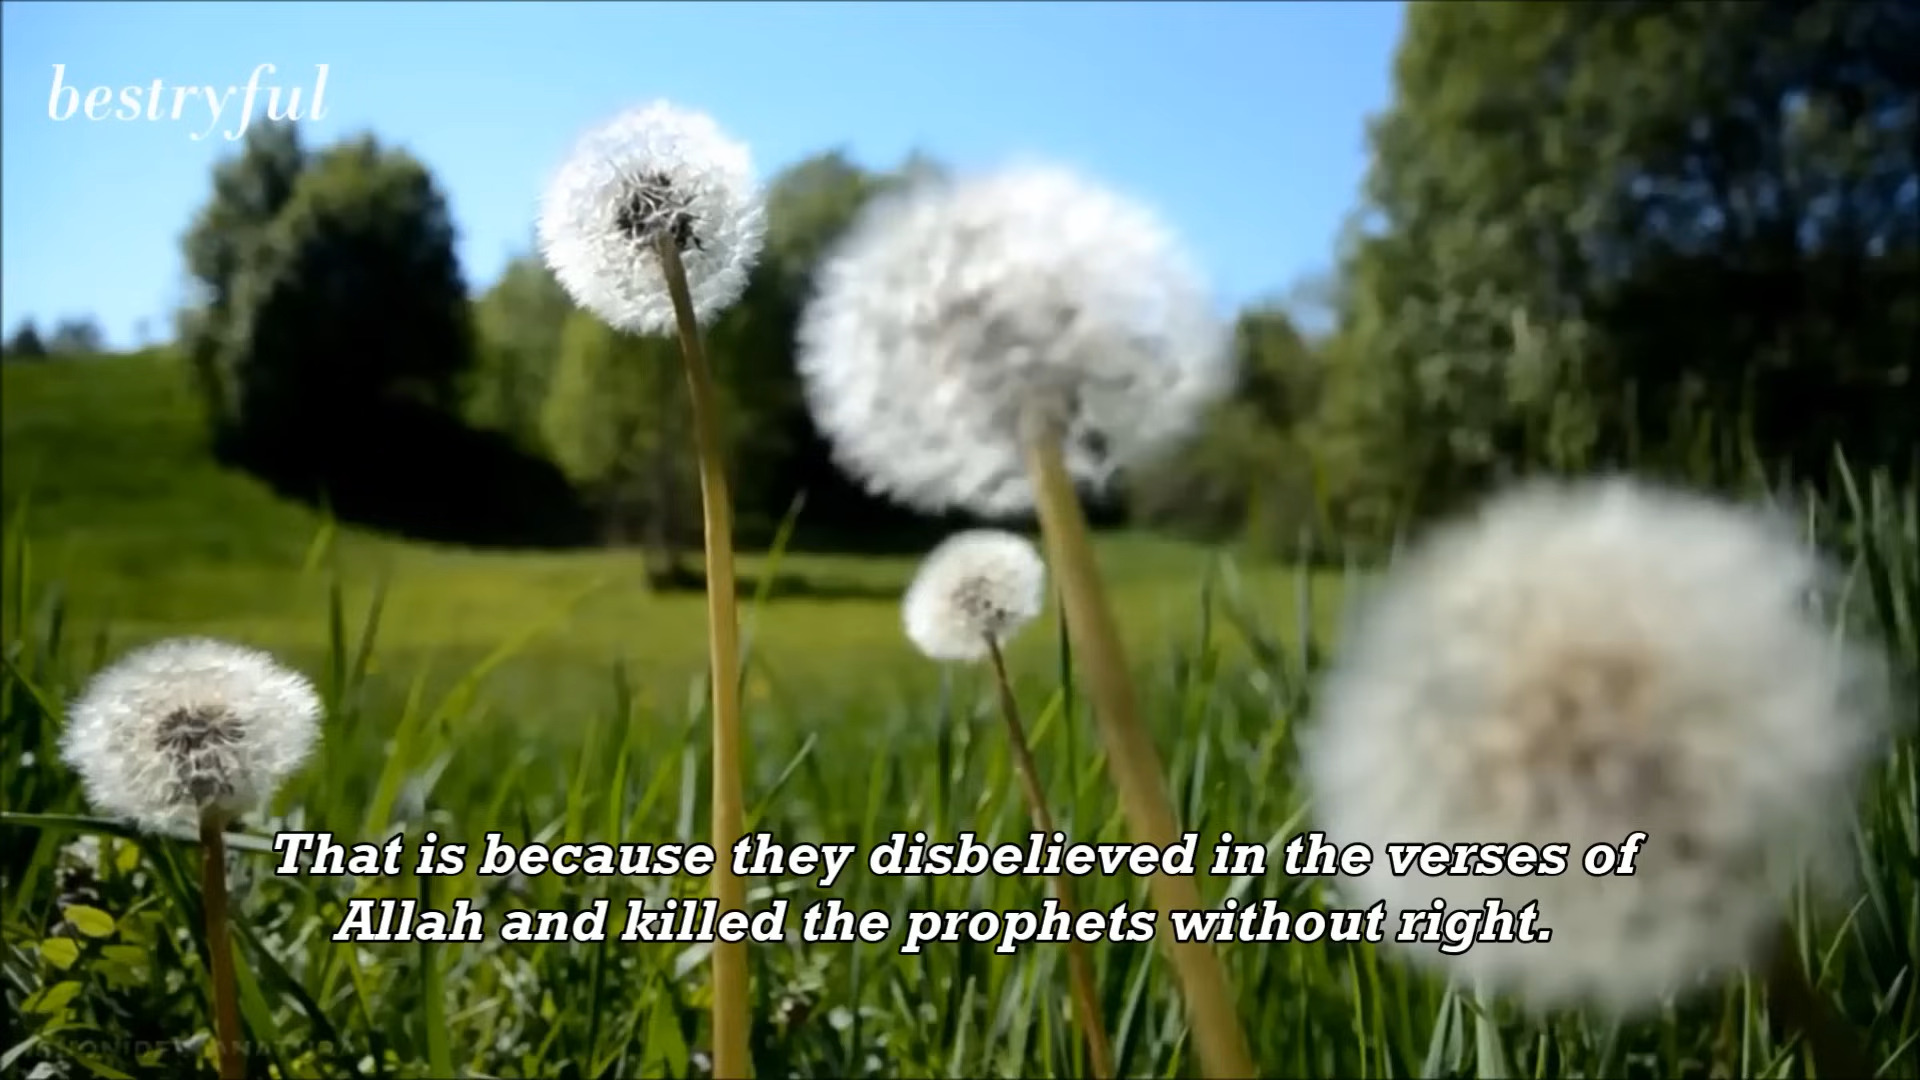 bestryful
That is because they disbelieved in the verses of
Allah and killed the prophets without right.